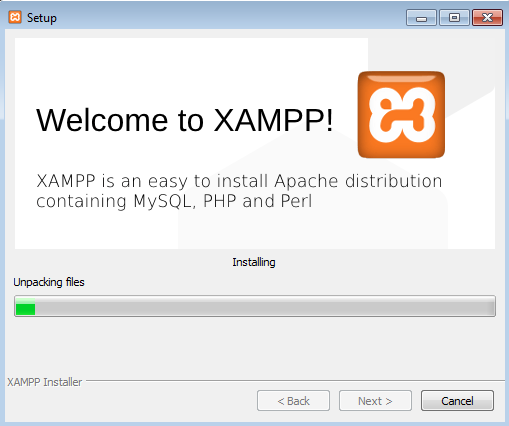 Setup
Welcome to XAMPP!
XAMPP is an easy to install Apache distribution
containing MySQL, PHP and Perl
Installing
Unpacking files
XAMPP Installer
< Back
Next >
Cancel